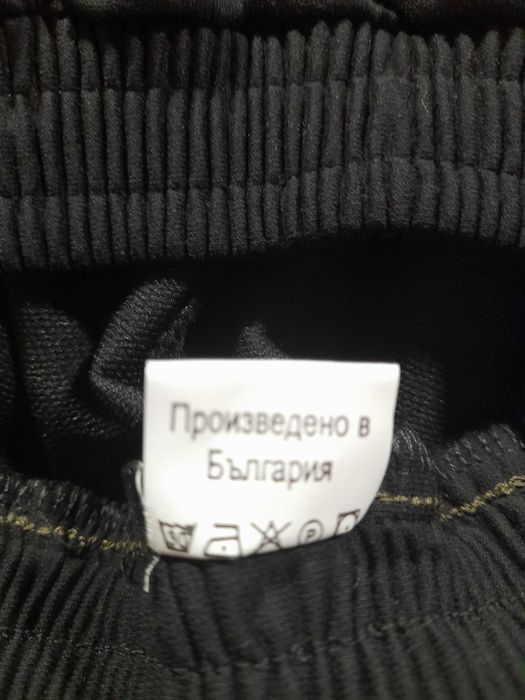 Произведено в
България